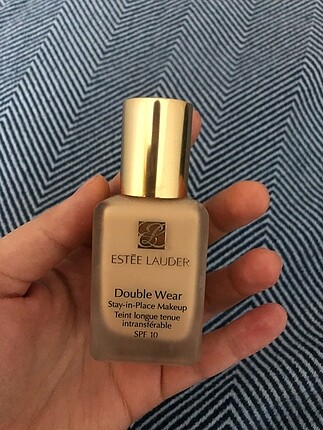 ESTĒE LAUDER
Double Wear
Stay-in-Place Makeup
Teint longue tenue
intransférable
SPF 10